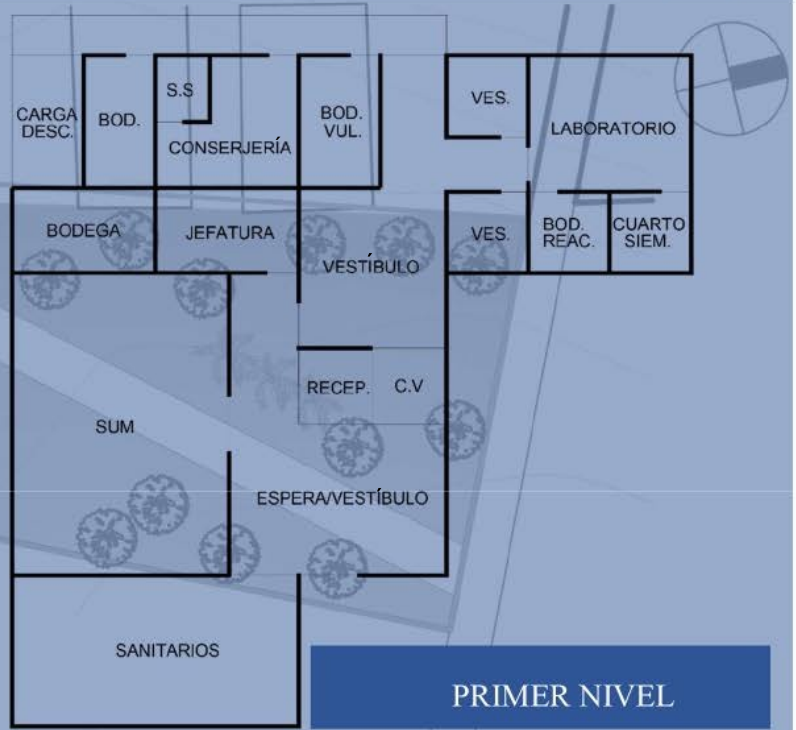 S.S
VES.
CARGA
DESC.
BOD.
BOD.
VUL.
LABORATORIO
CONSERJERÍA
BODEGA
JEFATURA
VESTÍBULO
VES.
BOD.
REAC.
CUARTO
SIEM.
RECEP.
C.V
SUM
ESPERA/VESTÍBULO
SANITARIOS
PRIMER NIVEL